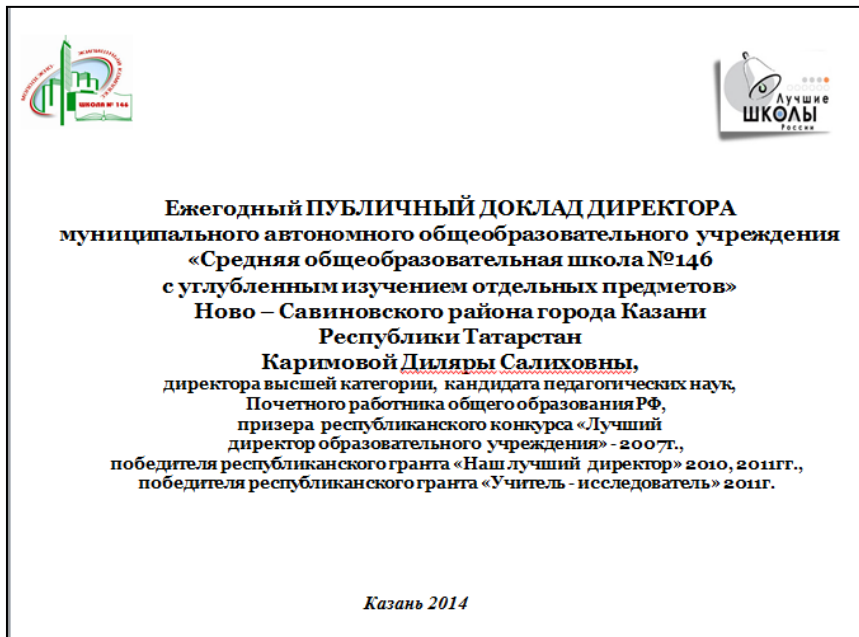 ШКОЛА № 146
Лучшие
ШКОЛЫ
России
Ежегодный ПУБЛИЧНЫЙ ДОКЛАД ДИРЕКТОРА
муниципального автономного общеобразовательного учреждения
«Средняя общеобразовательная школа №146
с углубленным изучением отдельных предметов»
Ново – Савиновского района города Казани
Республики Татарстан
Каримовой Диляры Салиховны,
директора высшей категории, кандидата педагогических наук,
Почетного работника общего образования РФ,
призера республиканского конкурса «Лучший
директор образовательного учреждения» - 2007г.,
победителя республиканского гранта «Наш лучший директор» 2010, 2011гг.,
победителя республиканского гранта «Учитель - исследователь» 2011г.
Казань 2014